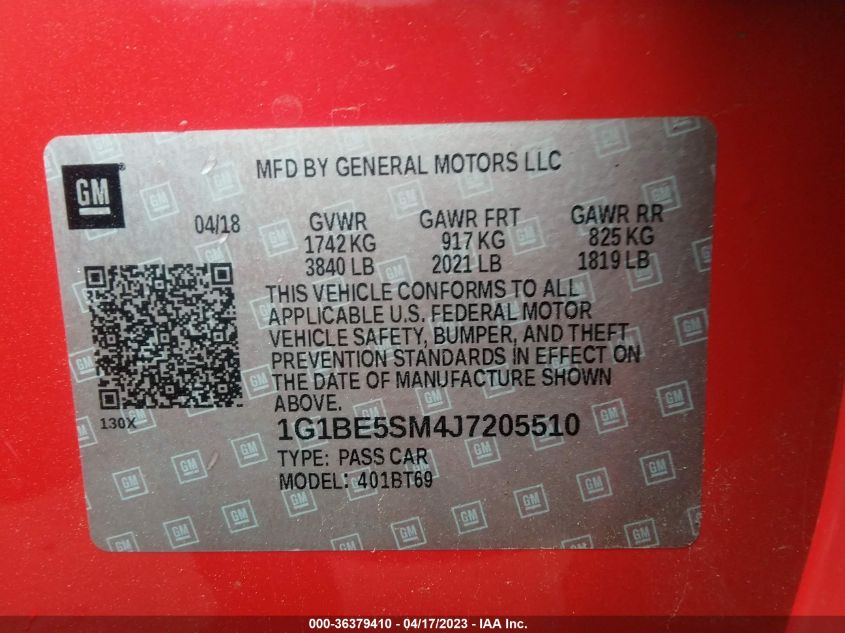 MFD BY GENERAL MOTORS LLC
GM
04/18 GVWR GAWR FRT GAWR RR
1742 KG 917 KG 825 KG
3840 LB 2021 LB 1819 LB
THIS VEHICLE CONFORMS TO ALL
APPLICABLE U.S. FEDERAL MOTOR
VEHICLE SAFETY, BUMPER, AND THEFT
PREVENTION STANDARDS IN EFFECT ON
THE DATE OF MANUFACTURE SHOWN
ABOVE.
130X
1G1BE5SM4J7205510
TYPE: PASS CAR
MODEL: 401BT69
000-36379410 - 04/17/2023 - IAA Inc.